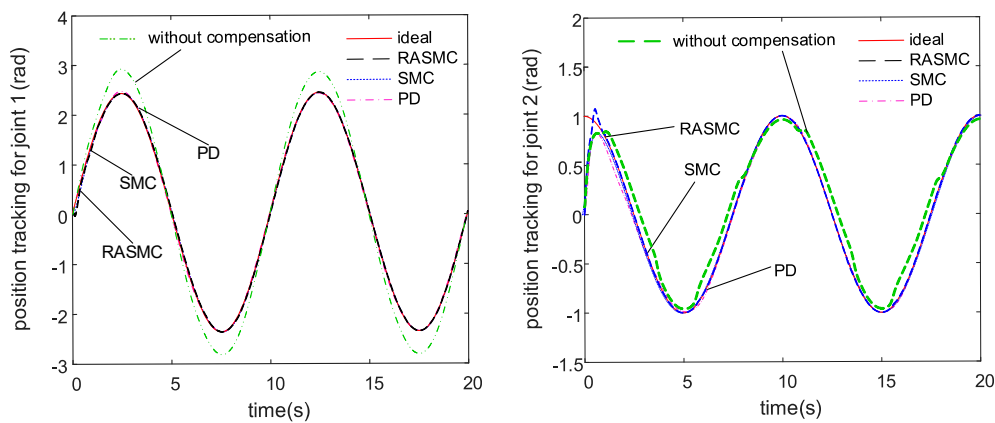 position tracking for joint 1 (rad)
4
3
2
1
0
-1
-2
-3
without compensation
ideal
RASMC
SMC
PD
PD
SMC
RASMC
0
5
10
15
20
time(s)
position tracking for joint 2 (rad)
2
1.5
1
0.5
0
-0.5
-1
-1.5
without compensation
ideal
RASMC
SMC
PD
RASMC
SMC
PD
0
5
10
15
20
time(s)